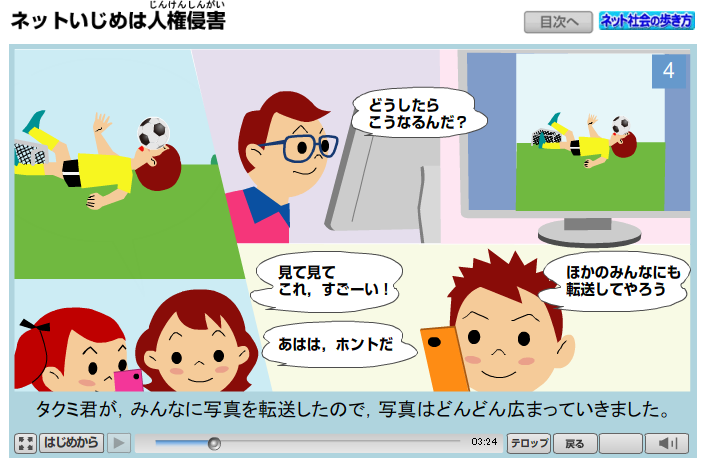 じんけんしんがい
ネットいじめは人権侵害
目次へ
ネット社会の歩き方
4
どうしたら
こうなるんだ？
見て見て
これ，すごーい！
あはは，ホントだ
ほかのみんなにも
転送してやろう
タクミ君が，みんなに写真を転送したので，写真はどんどん広まっていきました。
はじめから
03:24
テロップ
戻る